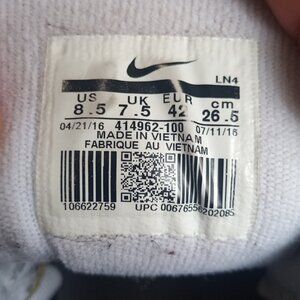 LN4
US UK EUR cm
8.5 7.5 42 26.5
04/21/16 414962-100 07/11/16
MADE IN VIETNAM
FABRIQUE AU VIETNAM
106622759 UPC 00676556202085